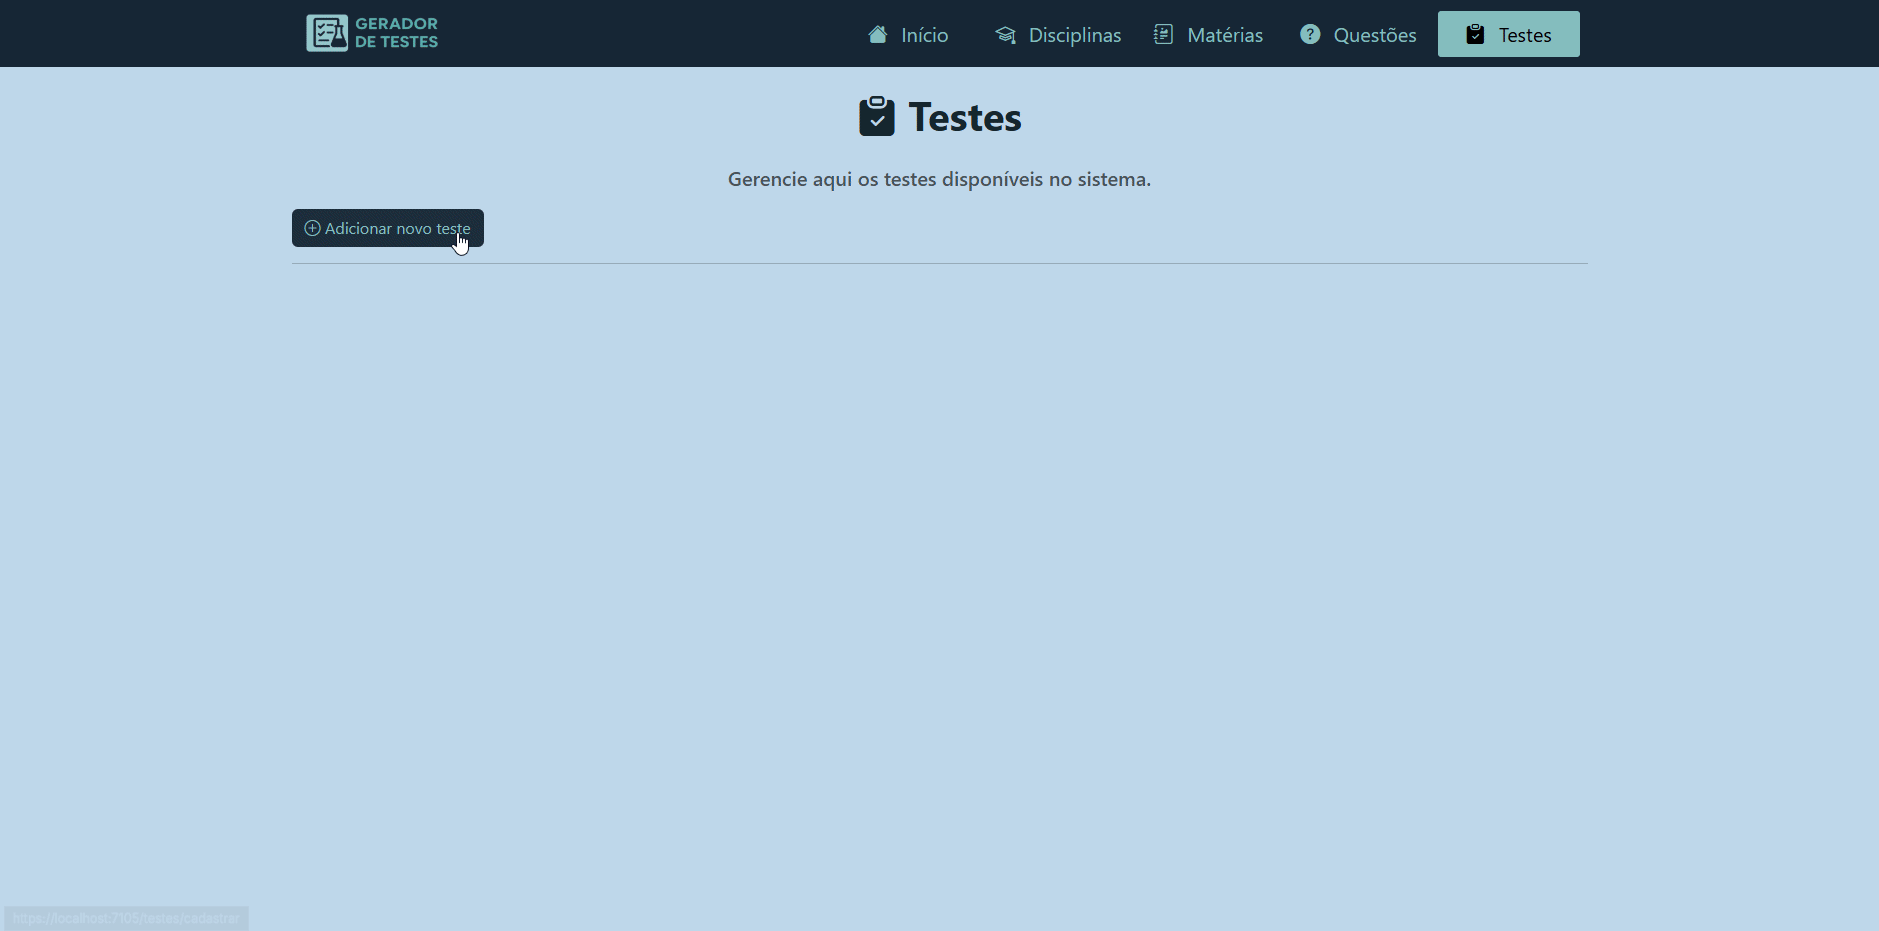 GERADOR
DE TESTES
Início
Disciplinas
Matérias
? Questões
Testes
Testes
Gerencie aqui os testes disponíveis no sistema.
Adicionar novo teste
https://localhost:7105/testes/cadastrar